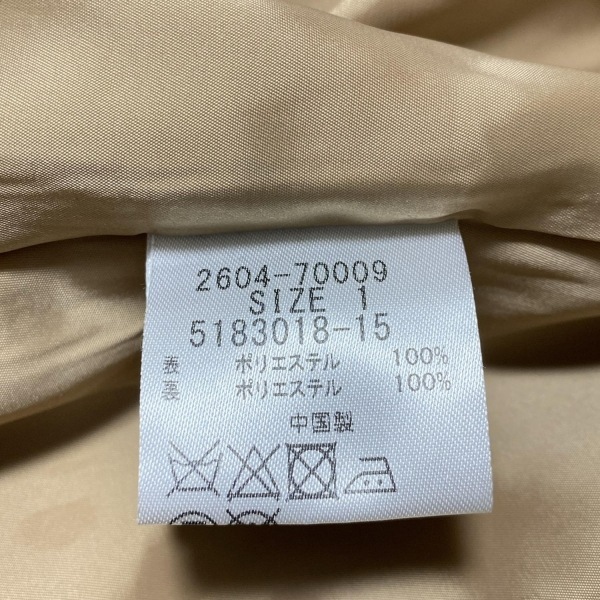 2604-70009
SIZE 1
5183018-15
表 ポリエステル 100%
裏 ポリエステル 100%
中国製